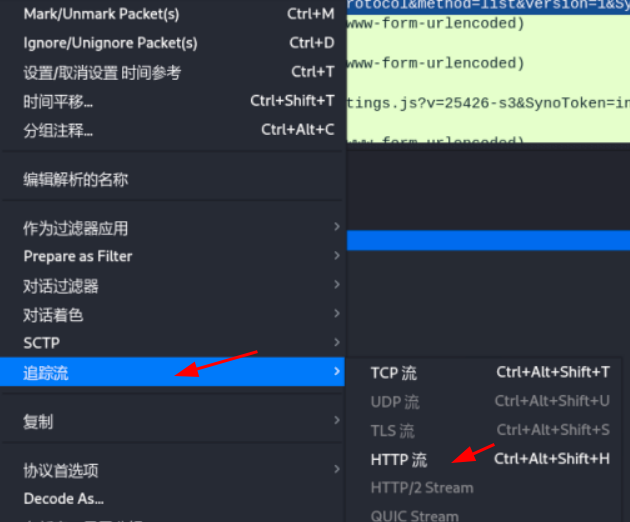 Mark/Unmark Packet(s) Ctrl+M
Ignore/Unignore Packet(s) Ctrl+D
设置/取消设置 时间参考 Ctrl+T
时间平移... Ctrl+Shift+T
分组注释... Ctrl+Alt+C
编辑解析的名称
作为过滤器应用
Prepare as Filter
对话过滤器
对话着色
SCTP
追踪流
复制
协议首选项
Decode As...
rotocol&method=list&version=1&Sy
www-form-urlencoded)
www-form-urlencoded)
tings.js?v=25426-s3&SynoToken=in
www-form-urlencoded)
TCP 流 Ctrl+Alt+Shift+T
UDP 流 Ctrl+Alt+Shift+U
TLS 流 Ctrl+Alt+Shift+S
HTTP 流 Ctrl+Alt+Shift+H
HTTP/2 Stream
QUIC Stream